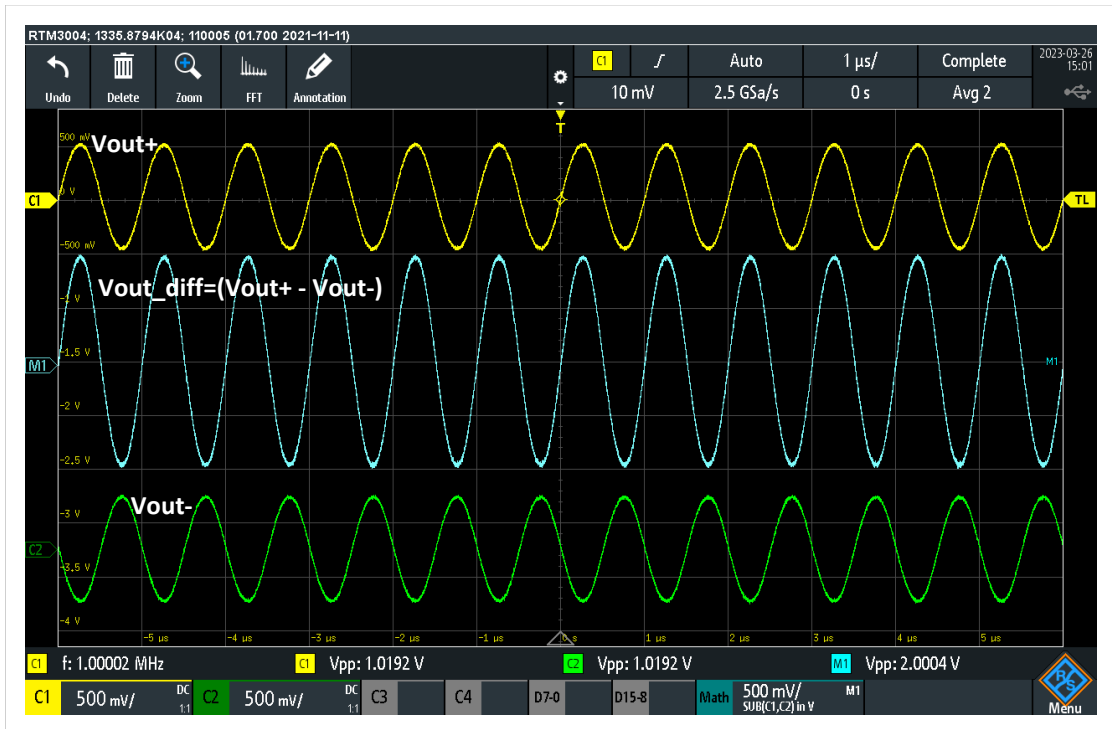 RTM3004; 1335.8794K04; 110005 (01.700 2021-11-11)
Undo
Delete
Zoom
FFT
Annotation
C1
Auto
1 µs/
Complete
2023-03-26
15:01
10 mV
2.5 GSa/s
0 s
Avg 2
T
500 mV
Vout+
C1
0 V
TL
-500 mV
Vout_diff=(Vout+ - Vout-)
-1 V
-1.5 V
M1
M1
-2 V
-2.5 V
Vout-
-3 V
C2
-3.5 V
-4 V
-5 µs
-4 µs
-3 µs
-2 µs
-1 µs
0 s
1 µs
2 µs
3 µs
4 µs
5 µs
C1 f: 1.00002 MHz
C1 Vpp: 1.0192 V
C2 Vpp: 1.0192 V
M1 Vpp: 2.0004 V
C1 500 mV/ DC 1:1
C2 500 mV/ DC 1:1
C3
C4
D7-0
D15-8
Math 500 mV/ M1
SUB(C1,C2) in V
R&S
Menu